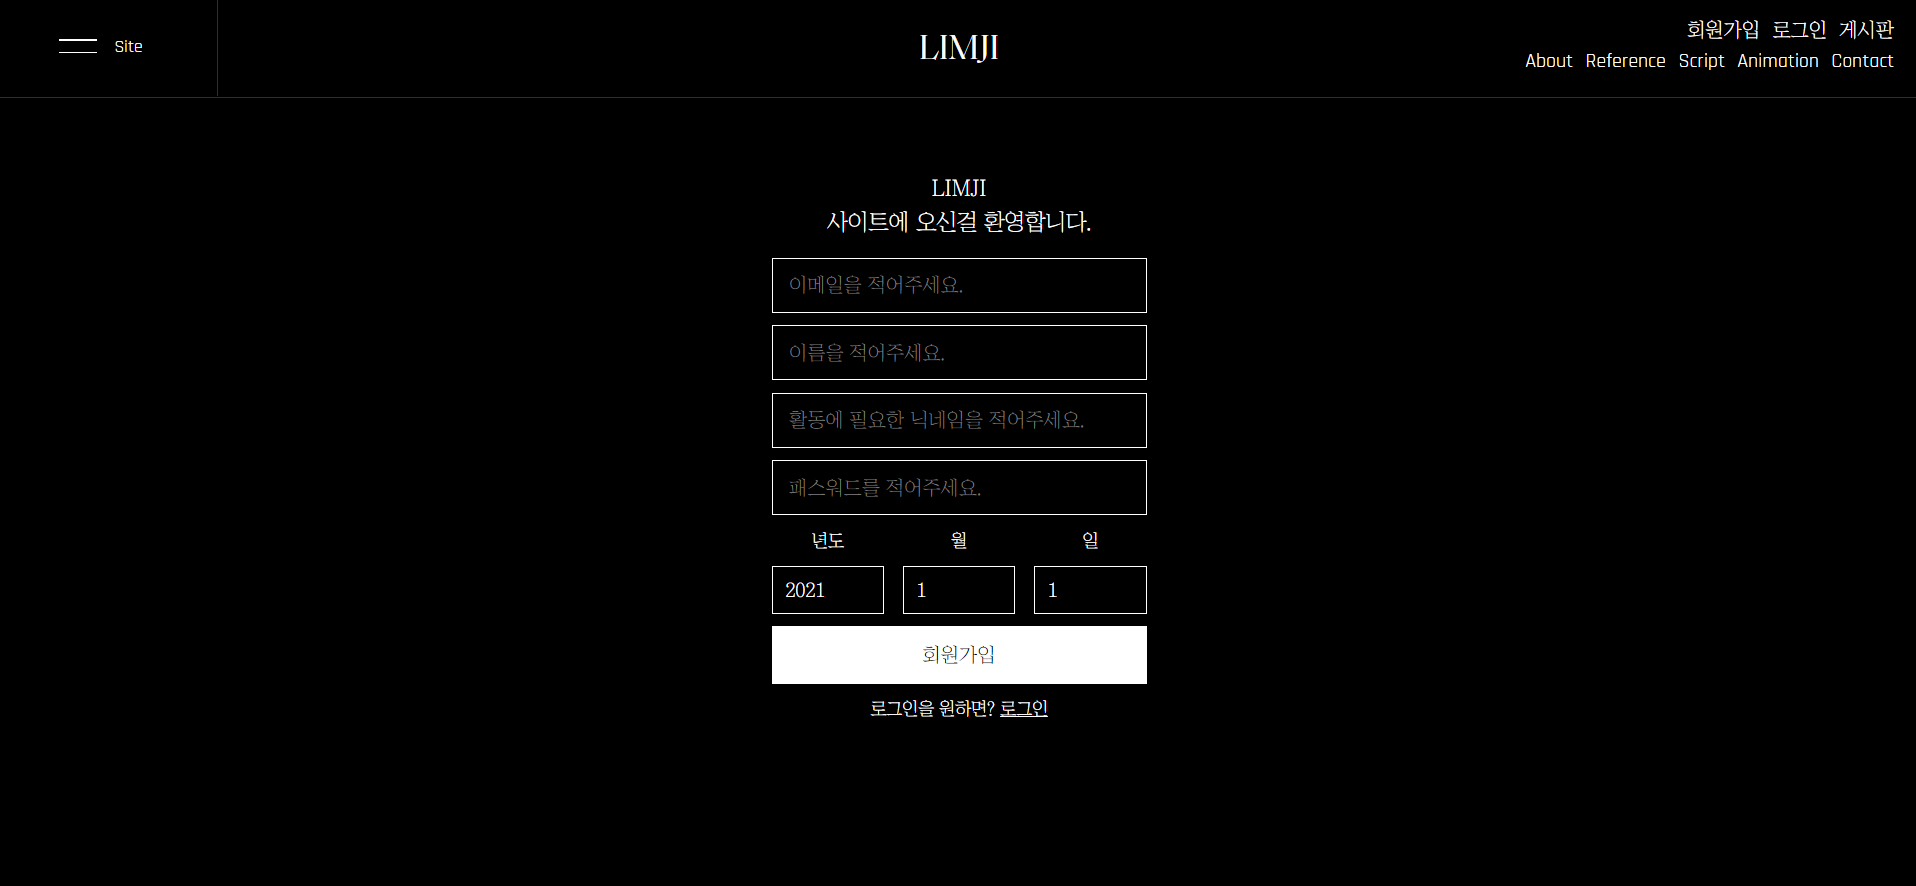 Site
LIMJI
회원가입 로그인 게시판
About Reference Script Animation Contact
LIMJI
사이트에 오신걸 환영합니다.
이메일을 적어주세요.
이름을 적어주세요.
활동에 필요한 닉네임을 적어주세요.
패스워드를 적어주세요.
년도 월 일
2021 1 1
회원가입
로그인을 원하면? 로그인